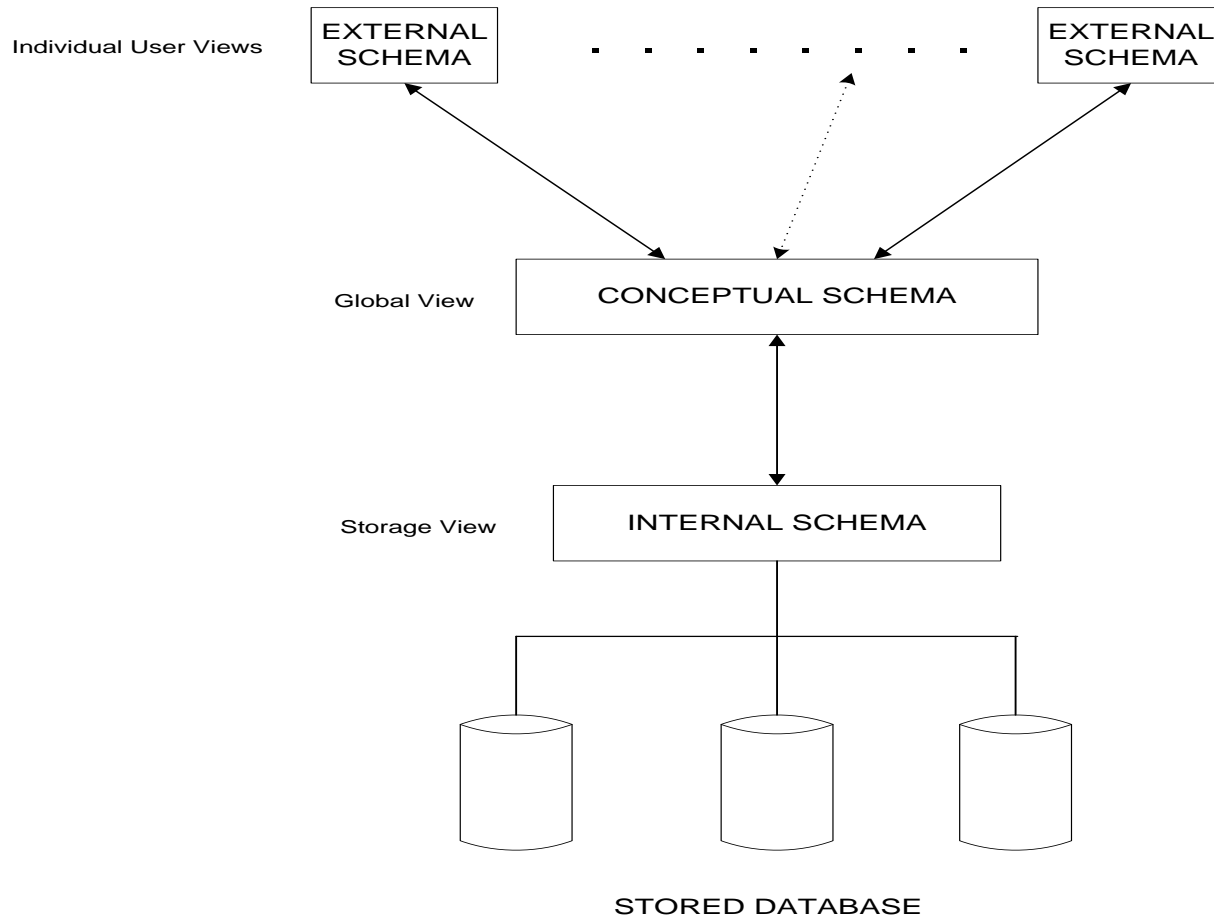 Individual User Views
EXTERNAL
SCHEMA
EXTERNAL
SCHEMA
Global View
CONCEPTUAL SCHEMA
Storage View
INTERNAL SCHEMA
STORED DATABASE